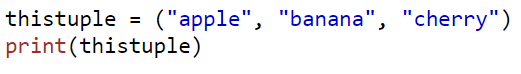 thistuple = ("apple", "banana", "cherry")
print(thistuple)